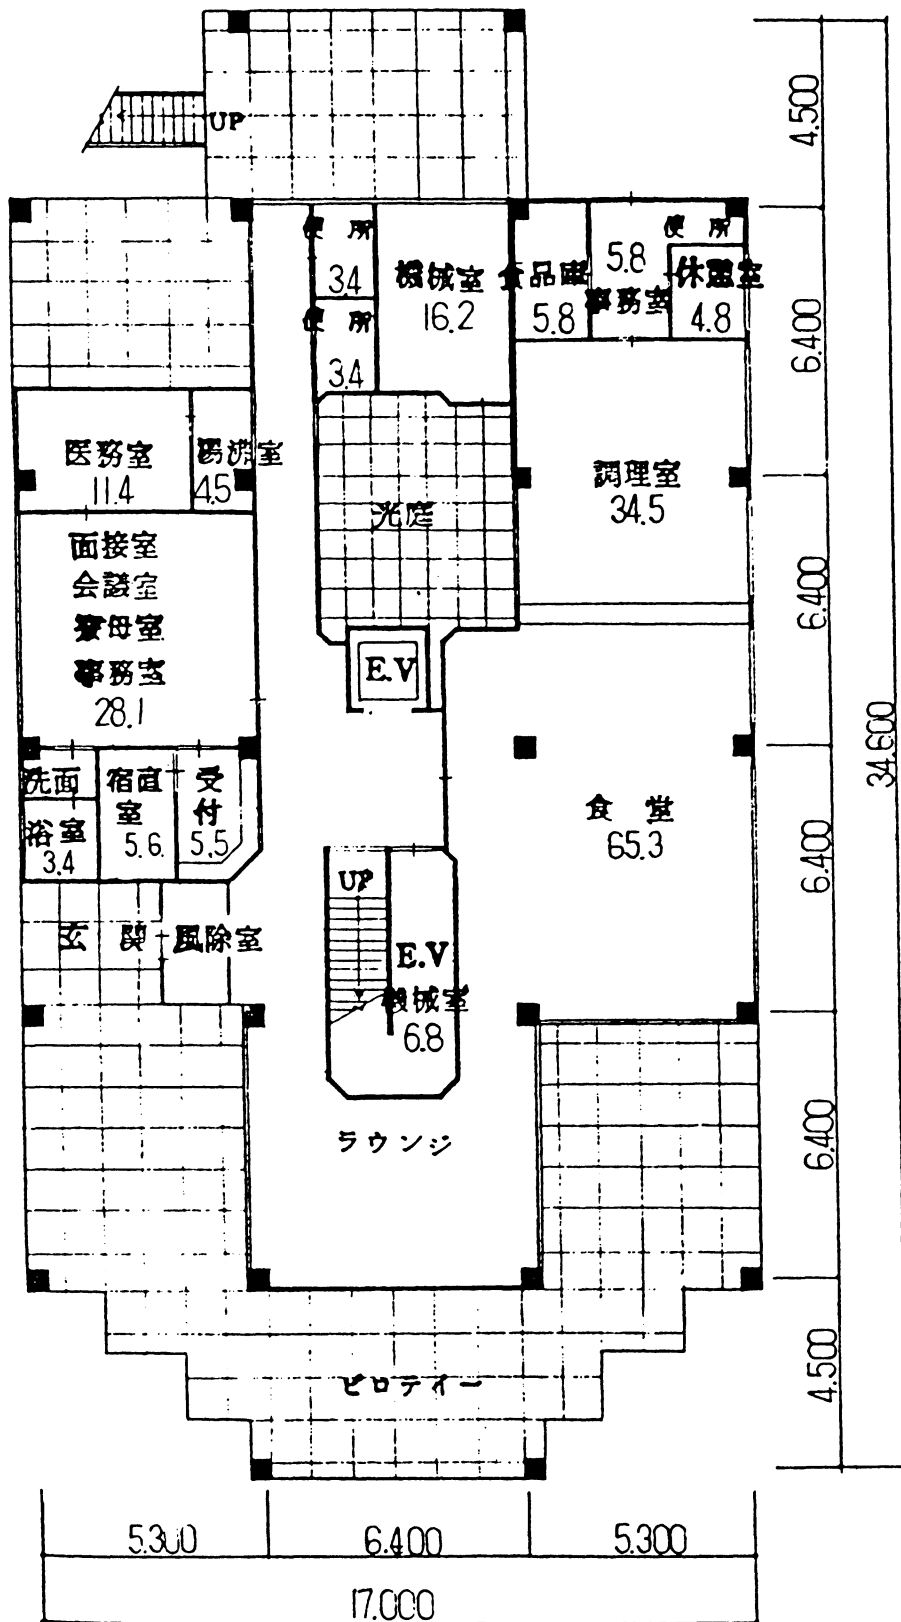 UP
4.500
便 所
3.4
機械室
16.2
食品庫
5.8
5.8
事務室
便 所
休憩室
4.8
6.400
便 所
3.4
医務室
11.4
4.5
調理室
34.5
光庭
面接室
会議室
寮母室
事務室
28.1
E.V
6.400
34.600
洗面
浴室
3.4
宿直
室
5.6
受
付
5.5
食 堂
65.3
6.400
UP
玄 関
風除室
E.V
機械室
6.8
ラウンジ
6.400
ピロティー
4.500
5.300
6.400
5.300
17.000